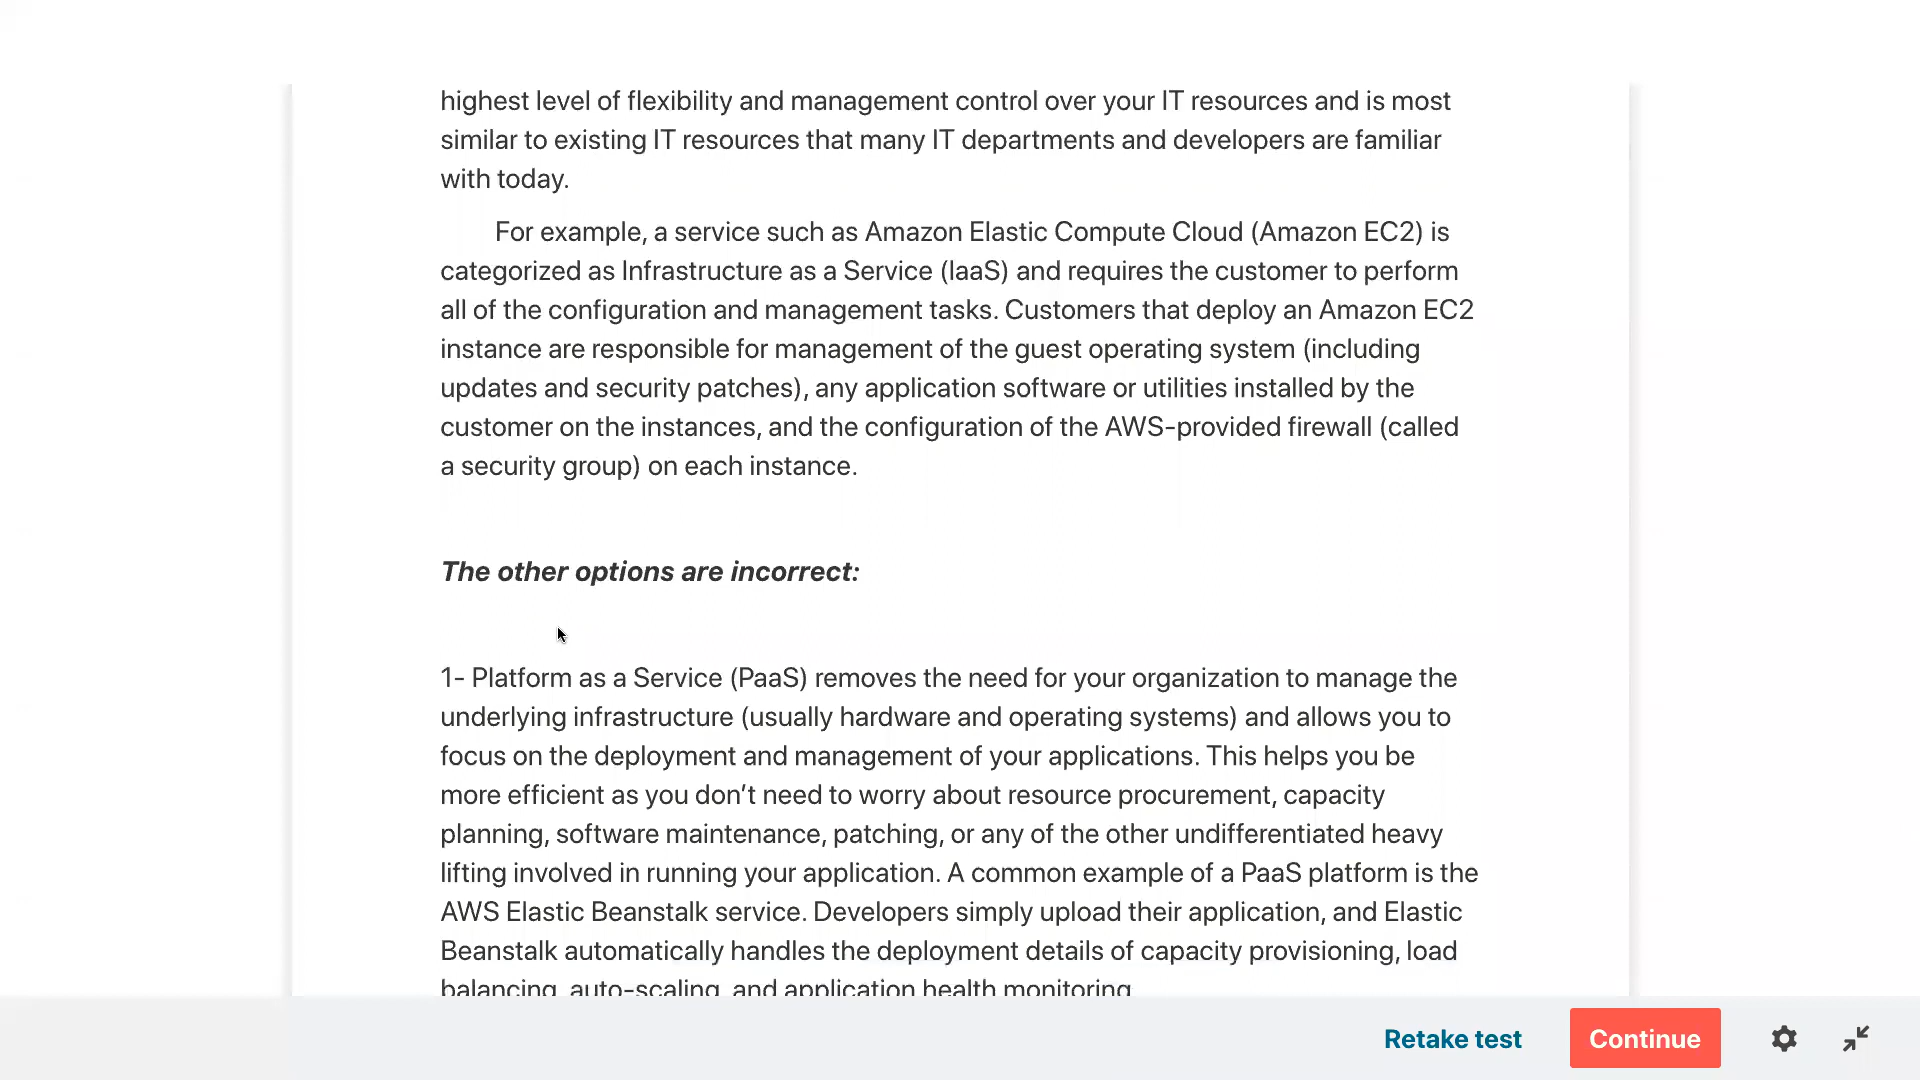 highest level of flexibility and management control over your IT resources and is most
similar to existing IT resources that many IT departments and developers are familiar
with today.
For example, a service such as Amazon Elastic Compute Cloud (Amazon EC2) is
categorized as Infrastructure as a Service (IaaS) and requires the customer to perform
all of the configuration and management tasks. Customers that deploy an Amazon EC2
instance are responsible for management of the guest operating system (including
updates and security patches), any application software or utilities installed by the
customer on the instances, and the configuration of the AWS-provided firewall (called
a security group) on each instance.
The other options are incorrect:
1- Platform as a Service (PaaS) removes the need for your organization to manage the
underlying infrastructure (usually hardware and operating systems) and allows you to
focus on the deployment and management of your applications. This helps you be
more efficient as you don't need to worry about resource procurement, capacity
planning, software maintenance, patching, or any of the other undifferentiated heavy
lifting involved in running your application. A common example of a PaaS platform is the
AWS Elastic Beanstalk service. Developers simply upload their application, and Elastic
Beanstalk automatically handles the deployment details of capacity provisioning, load
balancing, auto-scaling, and application health monitoring.
Retake test
Continue